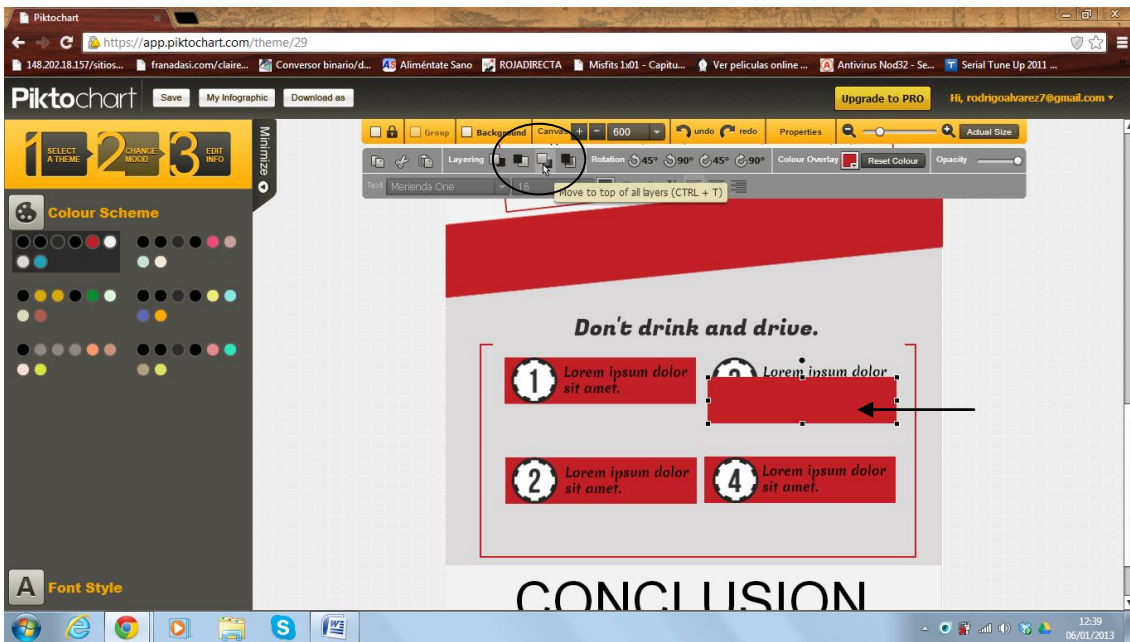 Piktochart
https://app.piktochart.com/theme/29
148.202.18.157/sitios... franadasi.com/claire... Conversor binario/d... AS Aliméntate Sano ROJADIRECTA Misfits 1x01 - Capitu... Ver peliculas online ... Antivirus Nod32 - Se... T Serial Tune Up 2011 ...
Piktochart Save My Infographic Download as Upgrade to PRO Hi, rodrigoalvarez7@gmail.com
1 SELECT A THEME 2 CHANGE MOOD 3 EDIT INFO
Minimize
Group Background Canvas + - 600 undo redo Properties Actual Size
Layering Rotation 45° 90° 45° 90° Colour Overlay Reset Colour Opacity
Text Merienda One 16
Move to top of all layers (CTRL + T)
Colour Scheme
Don't drink and drive.
1 Lorem ipsum dolor
sit amet.
Lorem ipsum dolor
2 Lorem ipsum dolor
sit amet.
4 Lorem ipsum dolor
sit amet.
CONCLUSION
A Font Style
12:39
06/01/2013